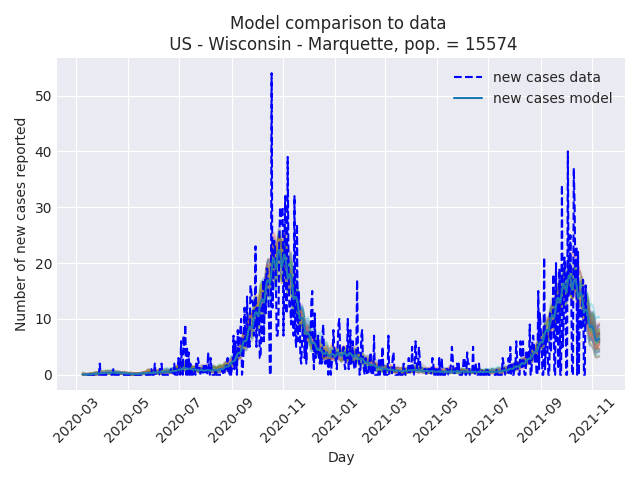 Model comparison to data
US - Wisconsin - Marquette, pop. = 15574
new cases data
new cases model
Number of new cases reported
50
40
30
20
10
0
2020-03
2020-05
2020-07
2020-09
2020-11
2021-01
2021-03
2021-05
2021-07
2021-09
2021-11
Day